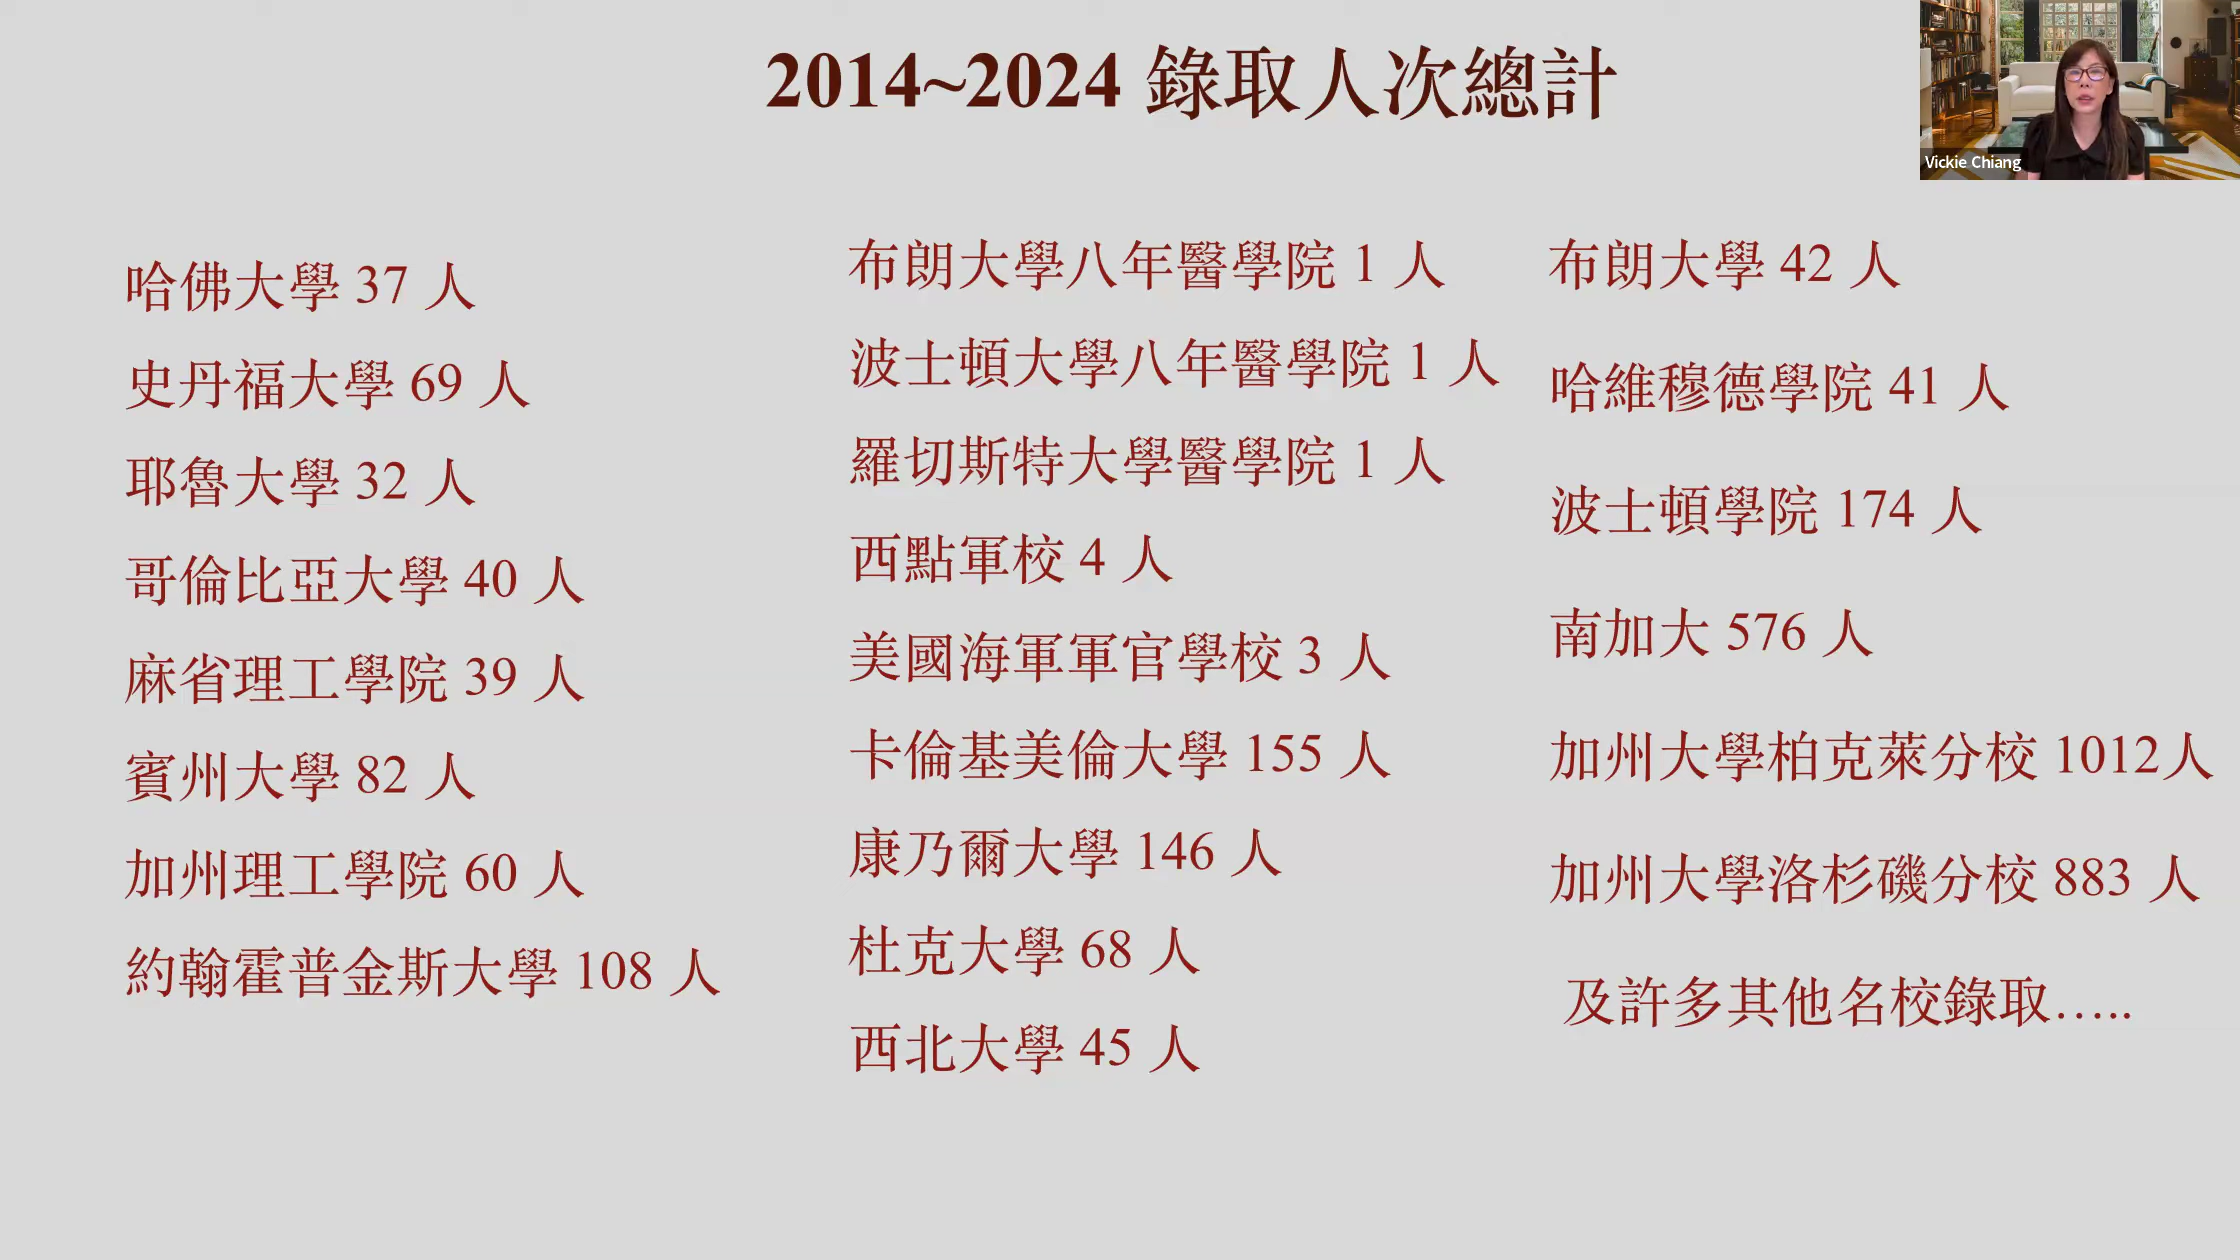 2014~2024 錄取人次總計
Vickie Chiang
哈佛大學 37 人
史丹福大學 69 人
耶魯大學 32 人
哥倫比亞大學 40 人
麻省理工學院 39 人
賓州大學 82 人
加州理工學院 60 人
約翰霍普金斯大學 108 人
布朗大學八年醫學院 1 人
波士頓大學八年醫學院 1 人
羅切斯特大學醫學院 1 人
西點軍校 4 人
美國海軍軍官學校 3 人
卡倫基美倫大學 155 人
康乃爾大學 146 人
杜克大學 68 人
西北大學 45 人
布朗大學 42 人
哈維穆德學院 41 人
波士頓學院 174 人
南加大 576 人
加州大學柏克萊分校 1012人
加州大學洛杉磯分校 883 人
及許多其他名校錄取…..